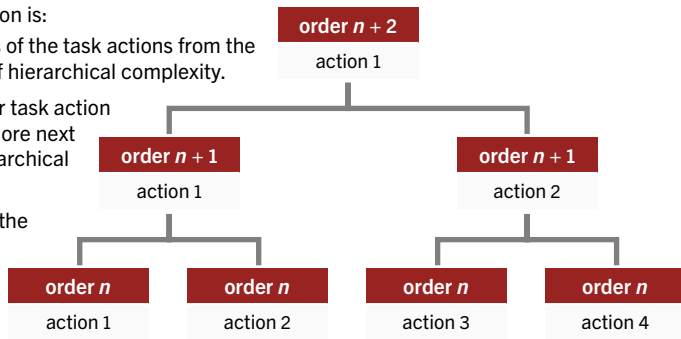 on is:
of the task actions from the
f hierarchical complexity.
r task action
ore next
archical
the
order n + 2
action 1
order n + 1
action 1
order n + 1
action 2
order n
action 1
order n
action 2
order n
action 3
order n
action 4